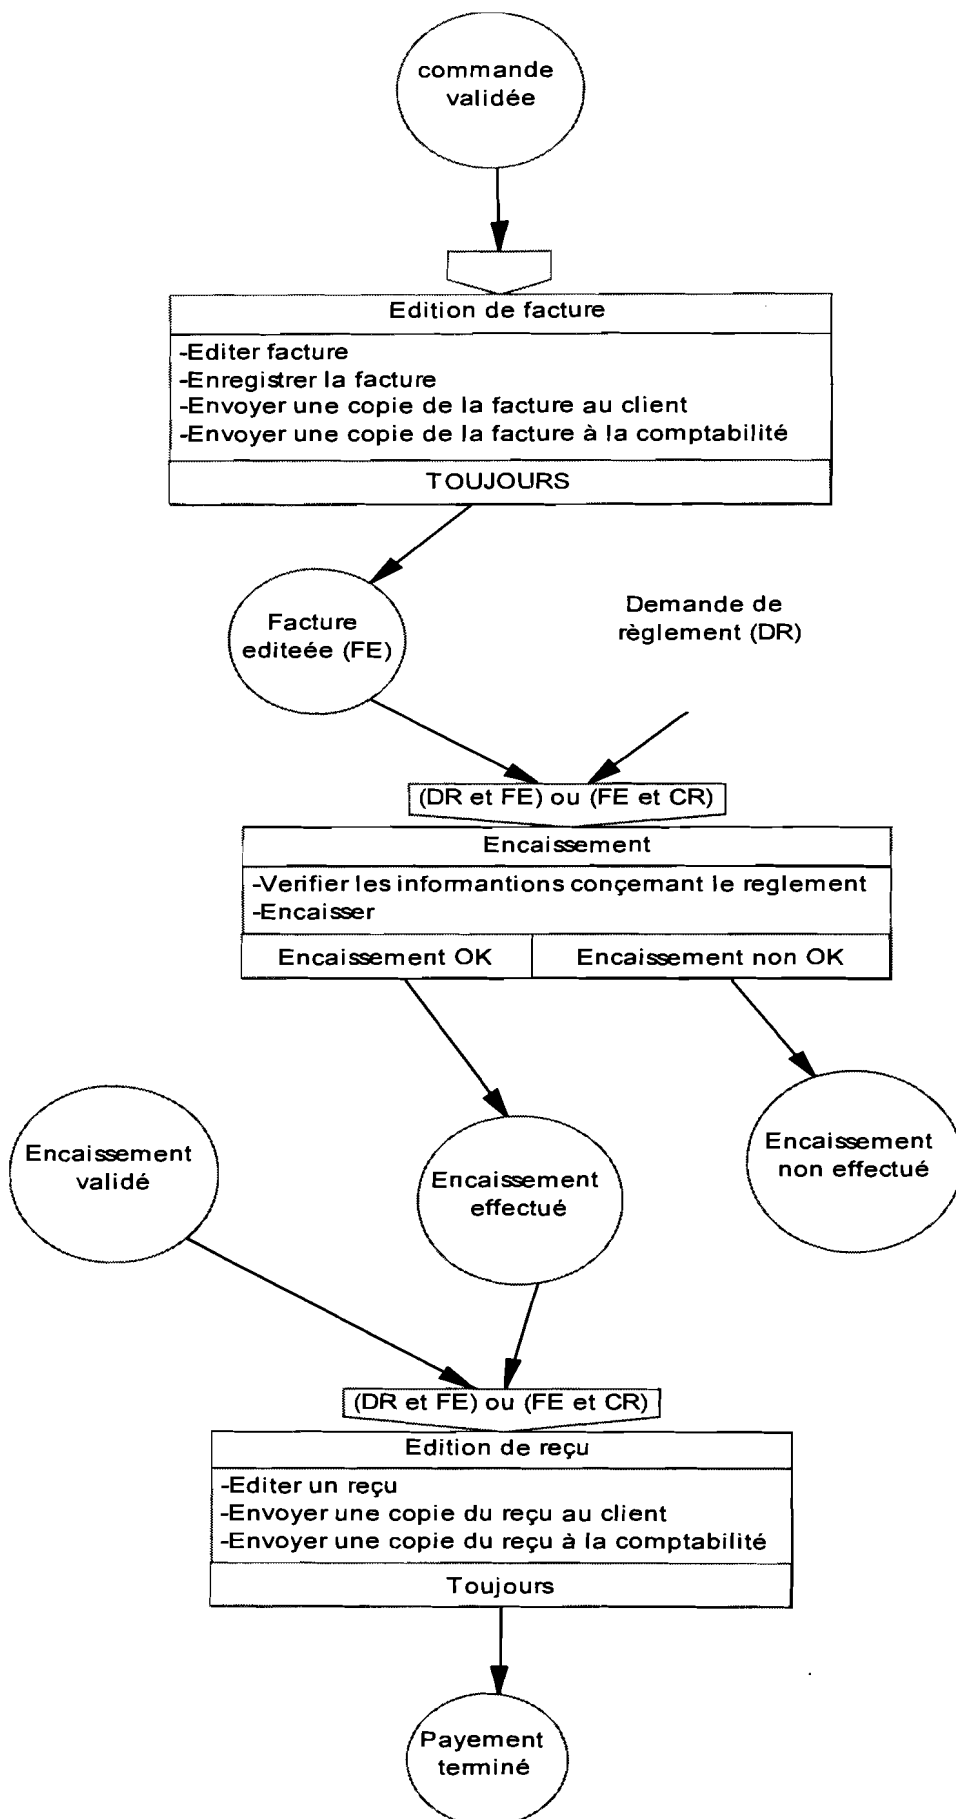 commande
validée
Edition de facture
-Editer facture
-Enregistrer la facture
-Envoyer une copie de la facture au client
-Envoyer une copie de la facture à la comptabilité
TOUJOURS
Facture
editeée (FE)
Demande de
règlement (DR)
(DR et FE) ou (FE et CR)
Encaissement
-Verifier les informantions conçernant le reglement
-Encaisser
Encaissement OK
Encaissement non OK
Encaissement
validé
Encaissement
effectué
Encaissement
non effectué
(DR et FE) ou (FE et CR)
Edition de reçu
-Editer un reçu
-Envoyer une copie du reçu au client
-Envoyer une copie du reçu à la comptabilité
Toujours
Payement
terminé